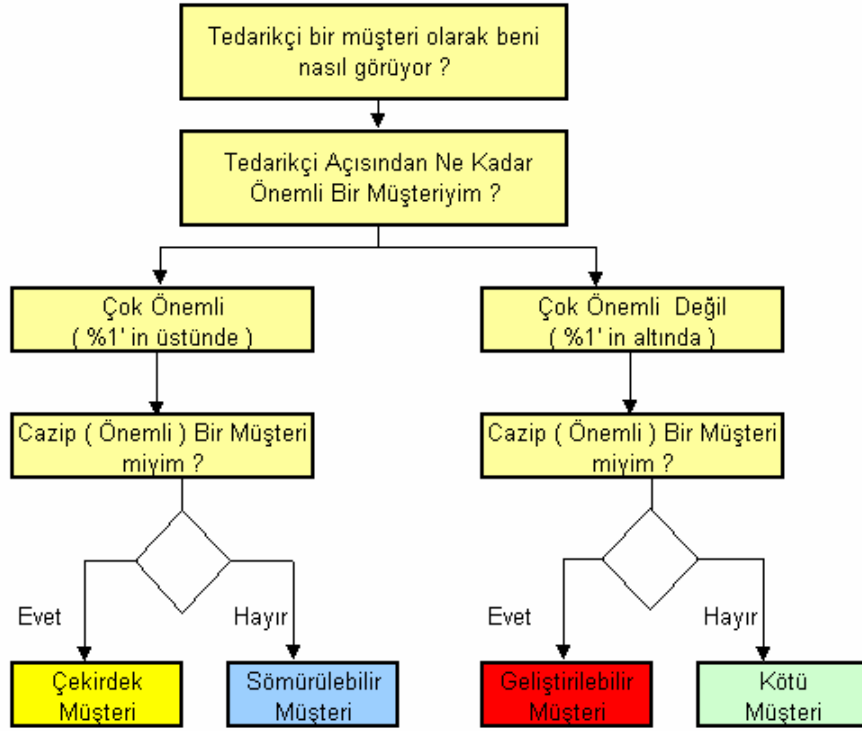 Tedarikçi bir müşteri olarak beni
nasıl görüyor ?
Tedarikçi Açısından Ne Kadar
Önemli Bir Müşteriyim ?
Çok Önemli
( %1' in üstünde )
Çok Önemli Değil
( %1' in altında )
Cazip ( Önemli ) Bir Müşteri
miyim ?
Cazip ( Önemli ) Bir Müşteri
miyim ?
Evet
Hayır
Evet
Hayır
Çekirdek
Müşteri
Sömürülebilir
Müşteri
Geliştirilebilir
Müşteri
Kötü
Müşteri